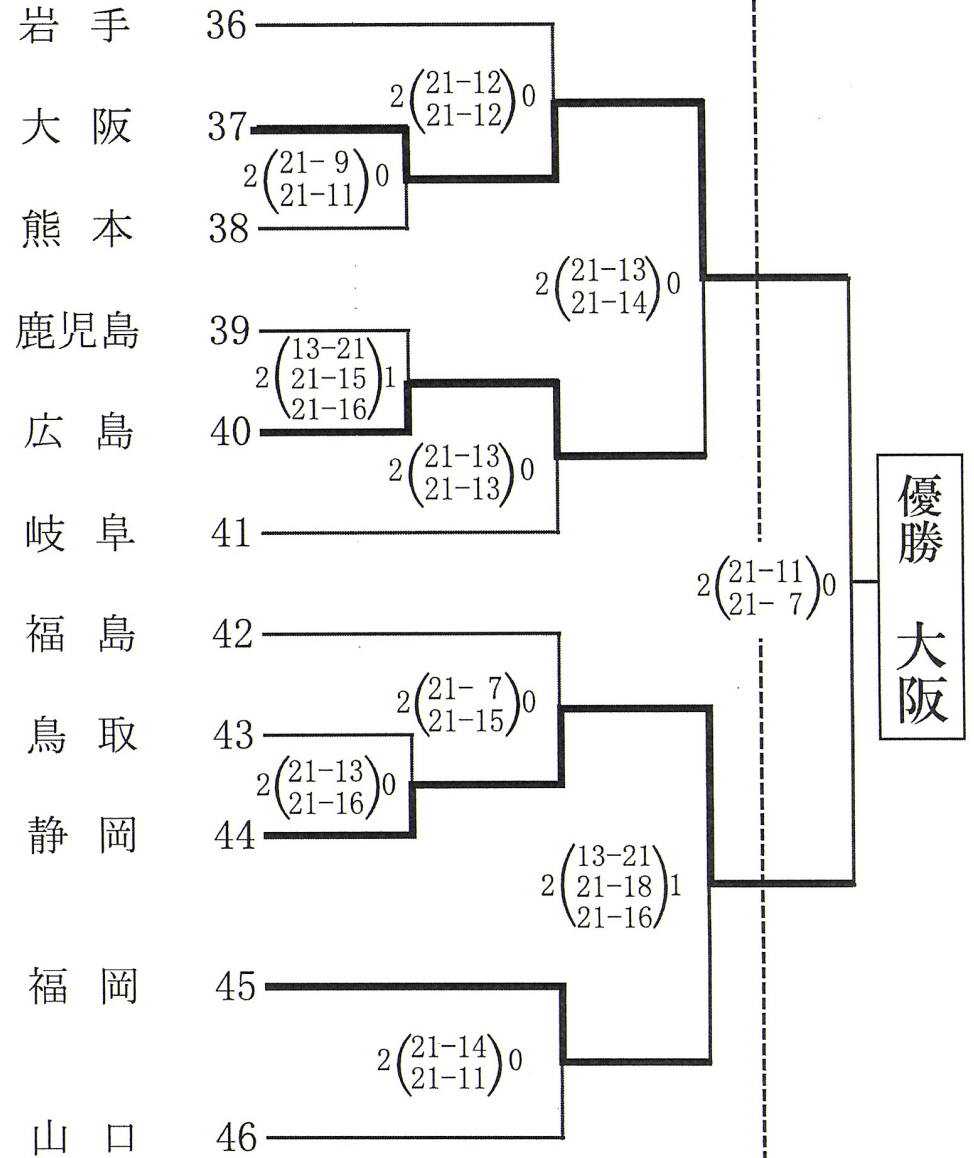 岩手 36
2(21-12 21-12)0
大阪 37
2(21- 9 21-11)0
熊本 38
2(21-13 21-14)0
鹿児島 39
2(13-21 21-15 21-16)1
広島 40
2(21-13 21-13)0
岐阜 41
優勝 大阪
2(21-11 21- 7)0
福島 42
2(21- 7 21-15)0
鳥取 43
2(21-13 21-16)0
静岡 44
2(13-21 21-18 21-16)1
福岡 45
2(21-14 21-11)0
山口 46